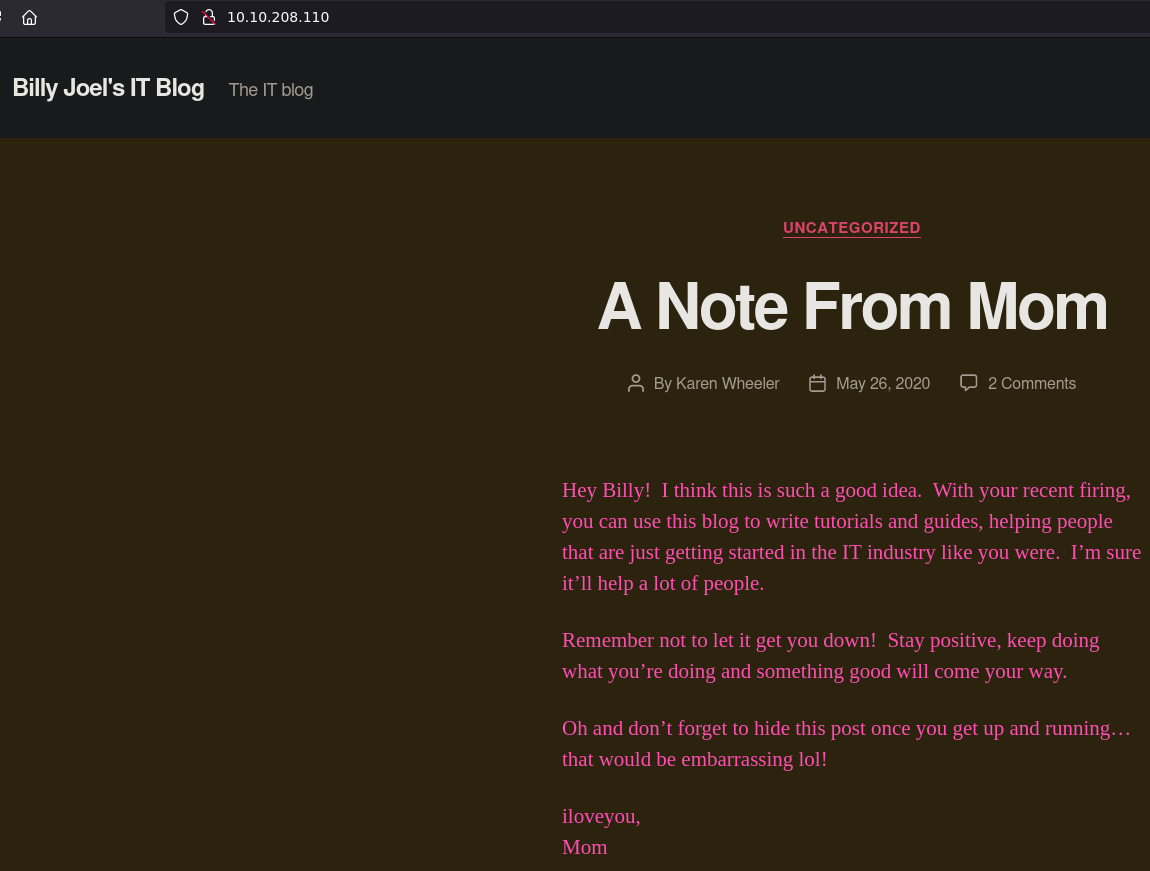 10.10.208.110
Billy Joel's IT Blog The IT blog
UNCATEGORIZED
A Note From Mom
By Karen Wheeler May 26, 2020 2 Comments
Hey Billy!  I think this is such a good idea.  With your recent firing,
you can use this blog to write tutorials and guides, helping people
that are just getting started in the IT industry like you were.  I’m sure
it’ll help a lot of people.
Remember not to let it get you down!  Stay positive, keep doing
what you’re doing and something good will come your way.
Oh and don’t forget to hide this post once you get up and running…
that would be embarrassing lol!
iloveyou,
Mom